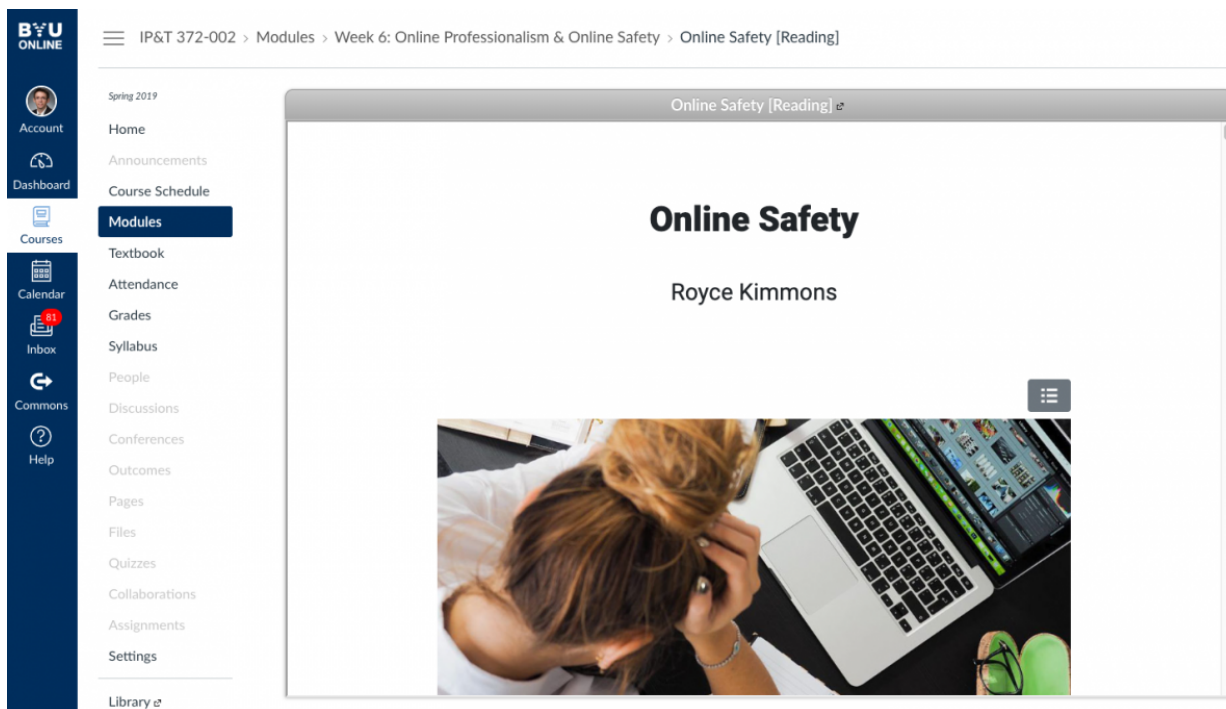 BYU
ONLINE
IP&T 372-002 > Modules > Week 6: Online Professionalism & Online Safety > Online Safety [Reading]
Account
Dashboard
Courses
Calendar
81
Inbox
Commons
Help
Spring 2019
Home
Announcements
Course Schedule
Modules
Textbook
Attendance
Grades
Syllabus
People
Discussions
Conferences
Outcomes
Pages
Files
Quizzes
Collaborations
Assignments
Settings
Library
Online Safety [Reading]
Online Safety
Royce Kimmons